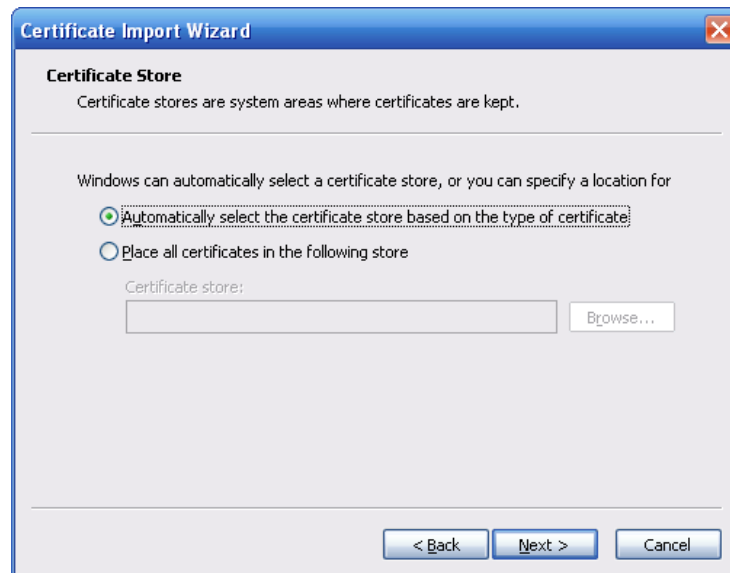 Certificate Import Wizard
Certificate Store
Certificate stores are system areas where certificates are kept.
Windows can automatically select a certificate store, or you can specify a location for
Automatically select the certificate store based on the type of certificate
Place all certificates in the following store
Certificate store:
Browse...
< Back
Next >
Cancel